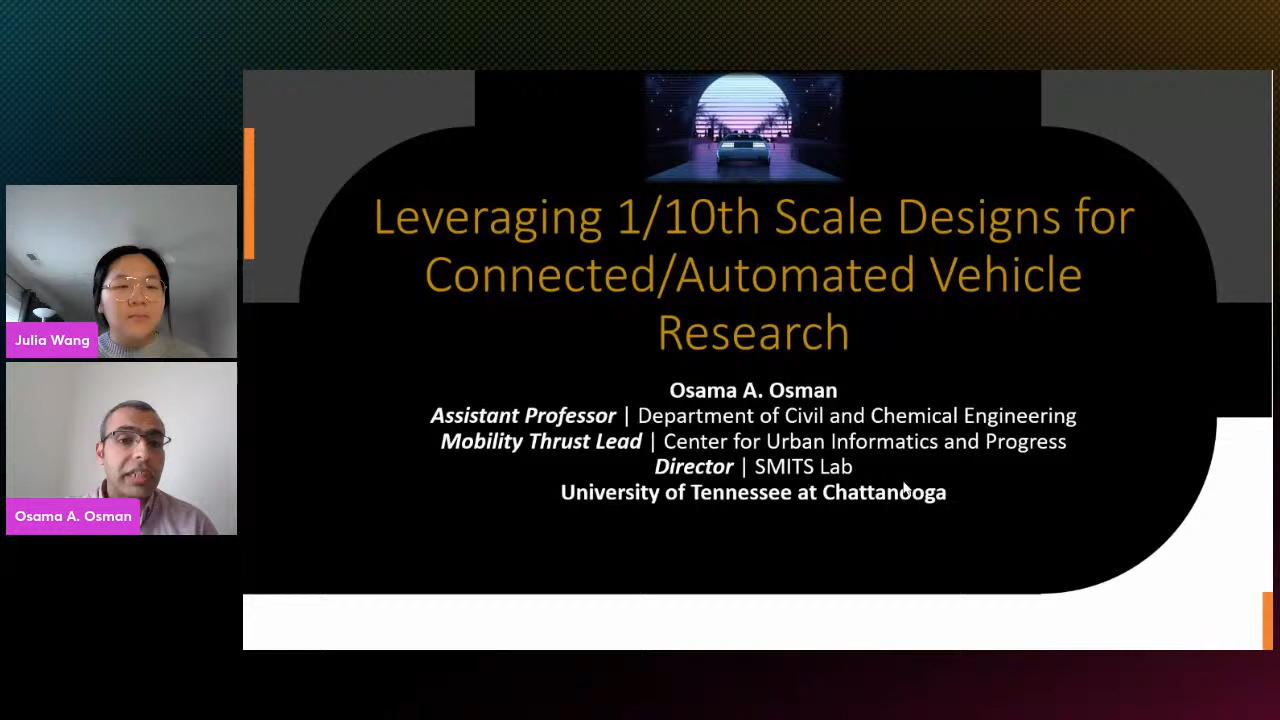 Leveraging 1/10th Scale Designs for
Connected/Automated Vehicle
Research
Osama A. Osman
Assistant Professor | Department of Civil and Chemical Engineering
Mobility Thrust Lead | Center for Urban Informatics and Progress
Director | SMITS Lab
University of Tennessee at Chattanooga
Julia Wang
Osama A. Osman